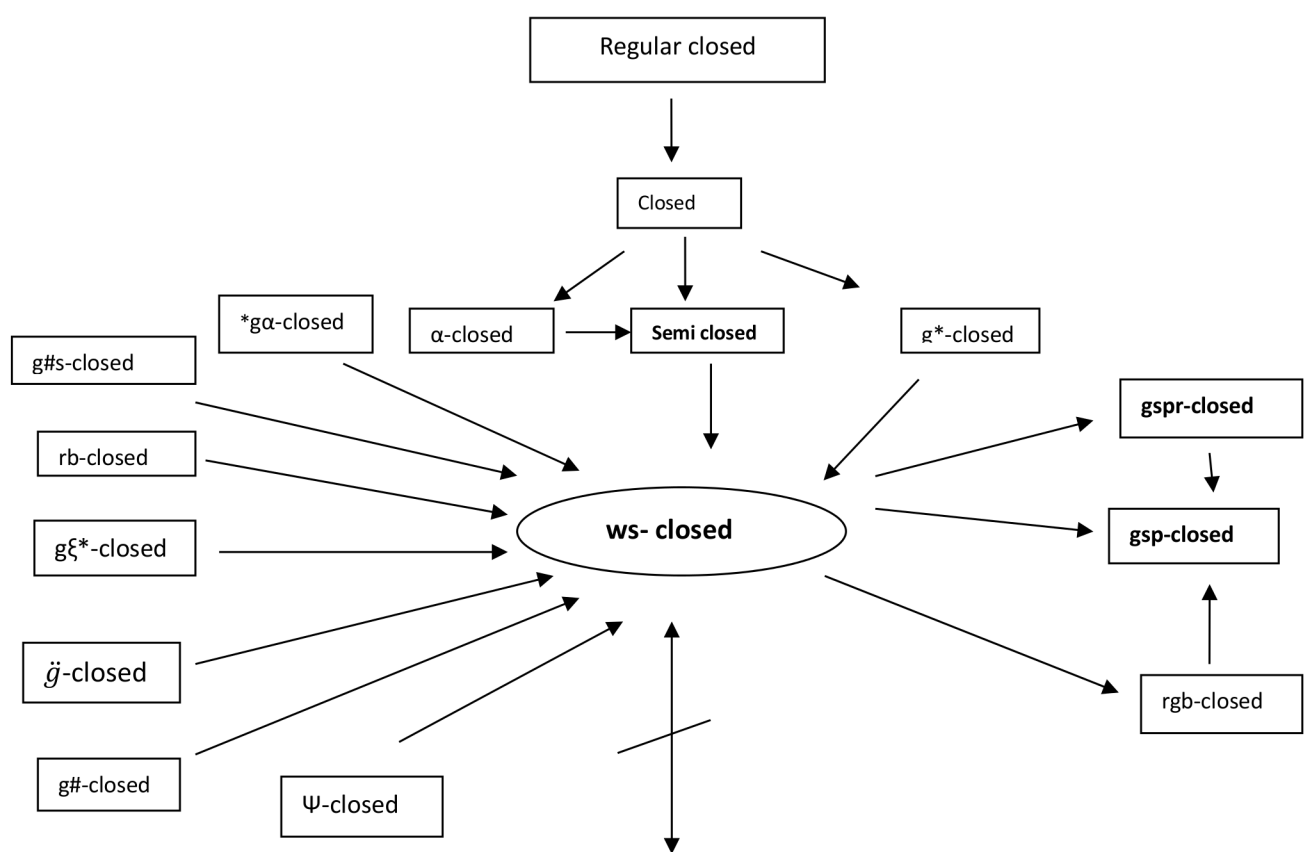 Regular closed
Closed
*gα-closed
α-closed
Semi closed
g*-closed
g#s-closed
gspr-closed
rb-closed
ws- closed
gsp-closed
gξ*-closed
g̈-closed
rgb-closed
g#-closed
Ψ-closed